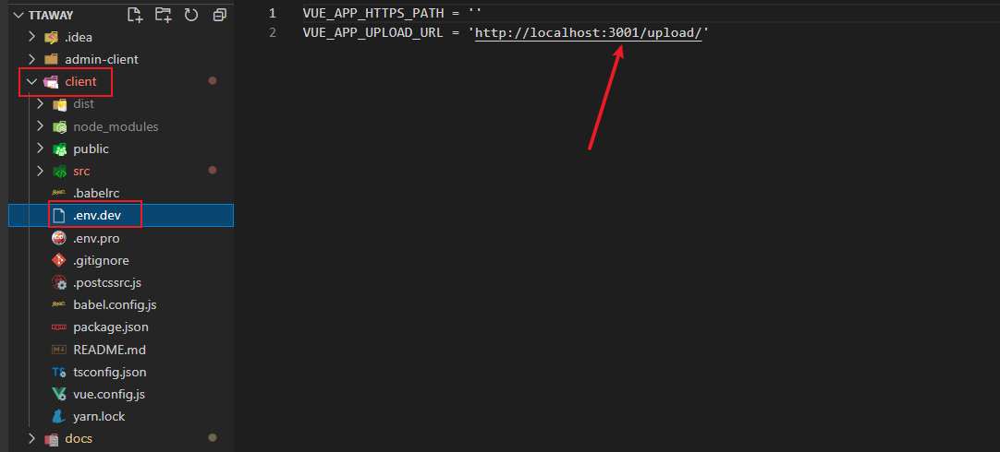 TTAWAY
.idea
admin-client
client
dist
node_modules
public
src
.babelrc
.env.dev
.env.pro
.gitignore
.postcssrc.js
babel.config.js
package.json
README.md
tsconfig.json
vue.config.js
yarn.lock
docs
1 VUE_APP_HTTPS_PATH = ''
2 VUE_APP_UPLOAD_URL = 'http://localhost:3001/upload/'